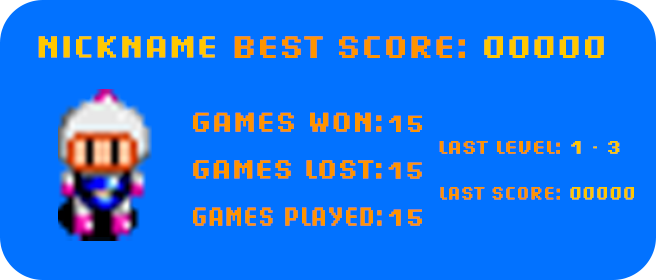 NICKNAME BEST SCORE: 00000
GAMES WON:15
LAST LEVEL: 1 - 3
GAMES LOST:15
LAST SCORE: 00000
GAMES PLAYED:15